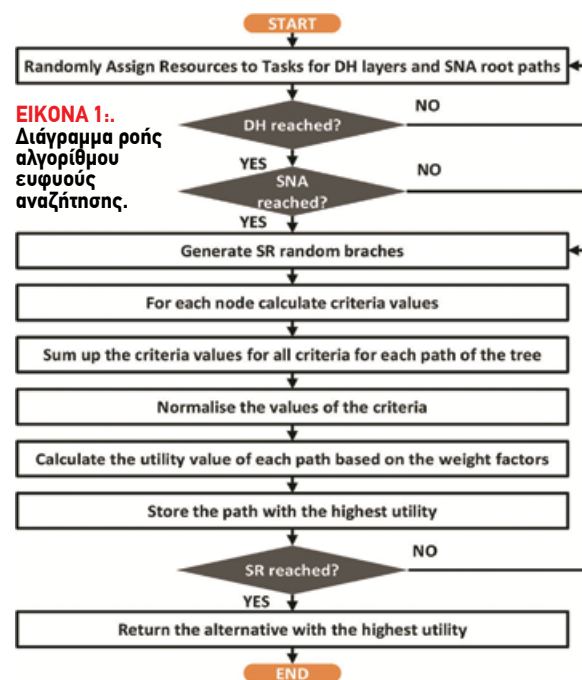 START
Randomly Assign Resources to Tasks for DH layers and SNA root paths
ΕΙΚΟΝΑ 1:.
Διάγραμμα ροής
αλγορίθμου
ευφυούς
αναζήτησης.
DH reached?
NO
YES
SNA
reached?
NO
YES
Generate SR random braches
For each node calculate criteria values
Sum up the criteria values for all criteria for each path of the tree
Normalise the values of the criteria
Calculate the utility value of each path based on the weight factors
Store the path with the highest utility
SR reached?
NO
YES
Return the alternative with the highest utility
END